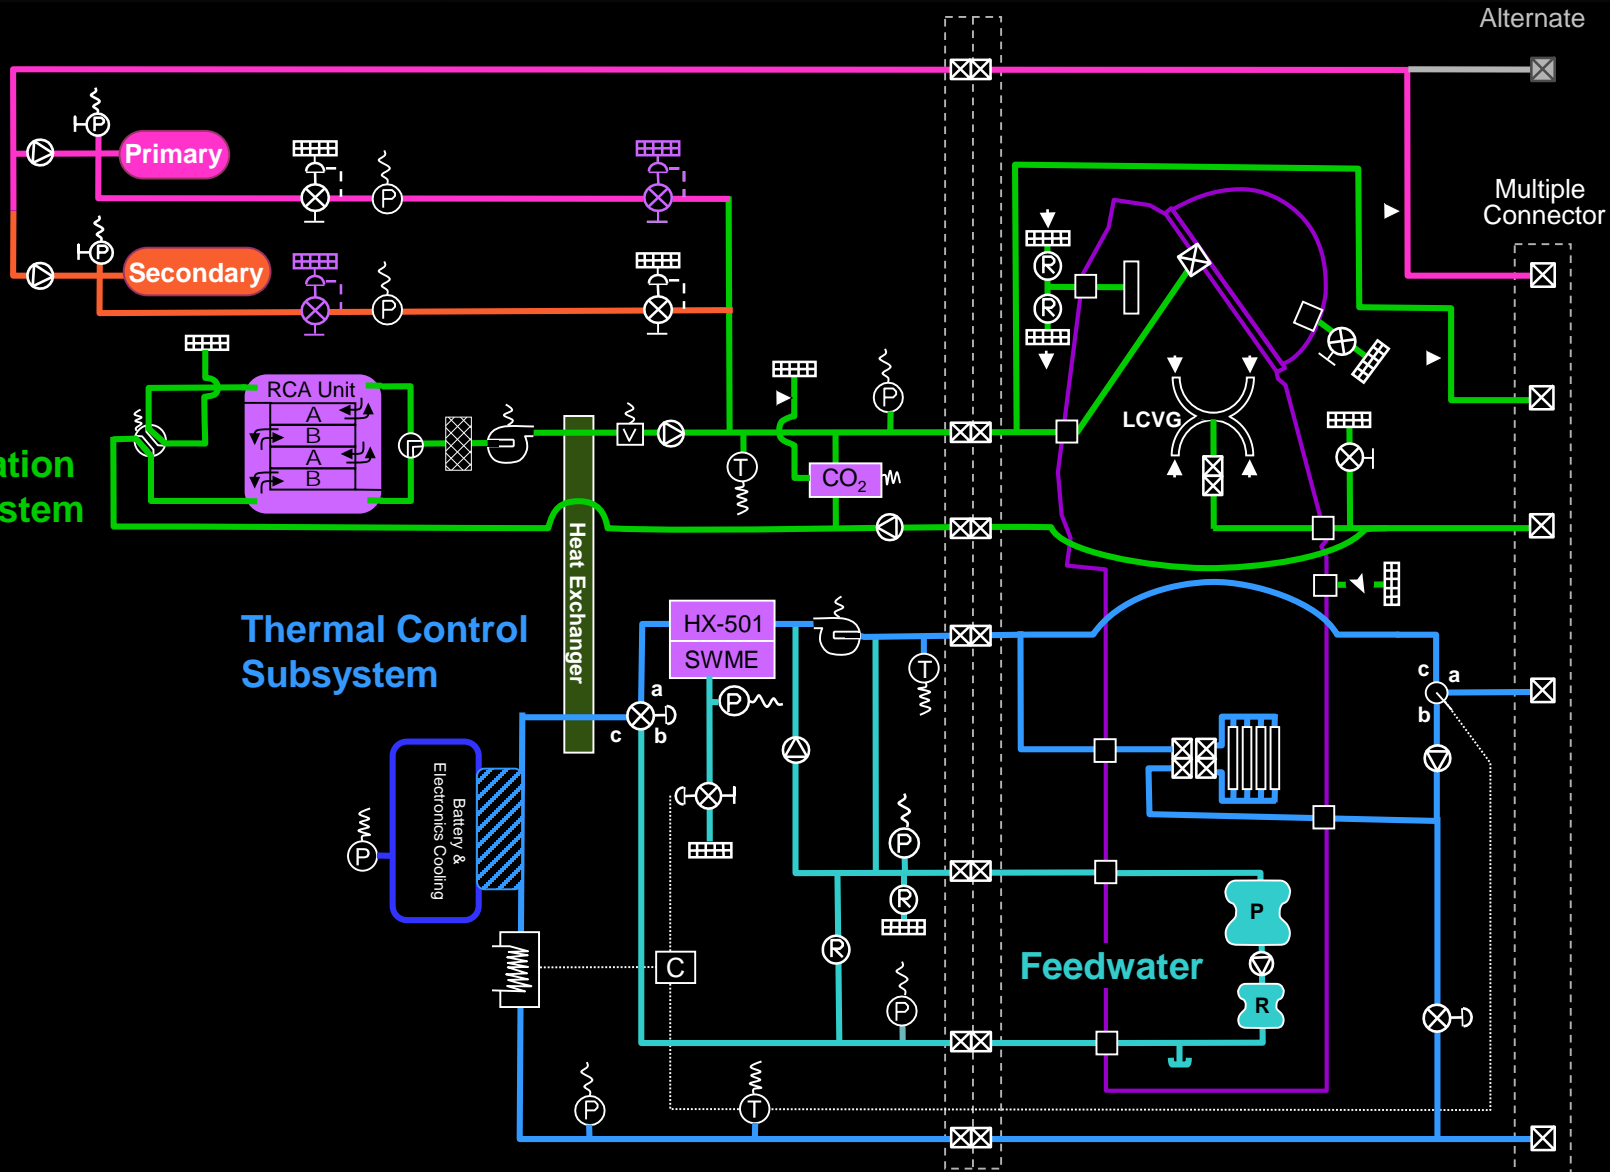 Alternate
P
Primary
Multiple
Connector
P
Secondary
P
P
R
R
RCA Unit
A
B
A
B
P
LCVG
V
T
CO₂
ation
stem
Heat Exchanger
Thermal Control
Subsystem
HX-501
SWME
T
a
c
b
P
c
a
b
Battery &
Electronics Cooling
P
P
R
P
R
Feedwater
C
P
R
P
T